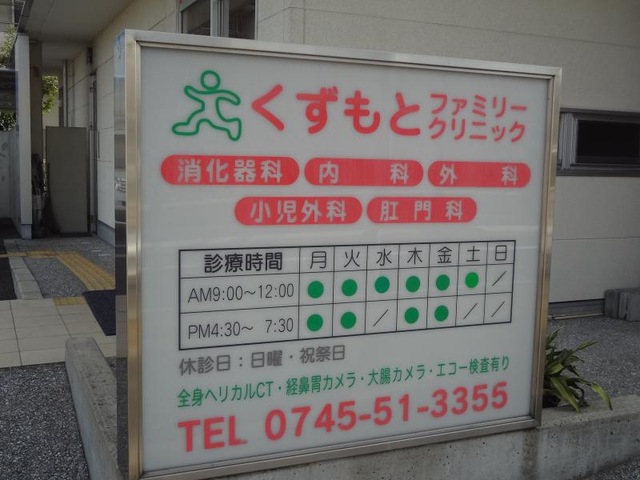 くずもと ファミリークリニック
消化器科 内科 外科
小児外科 肛門科
診療時間 月 火 水 木 金 土 日
AM9:00～12:00 ● ● ● ● ● ● ／
PM4:30～ 7:30 ● ● ／ ● ● ／ ／
休診日：日曜・祝祭日
全身ヘリカルCT・経鼻胃カメラ・大腸カメラ・エコー検査有り
TEL 0745-51-3355